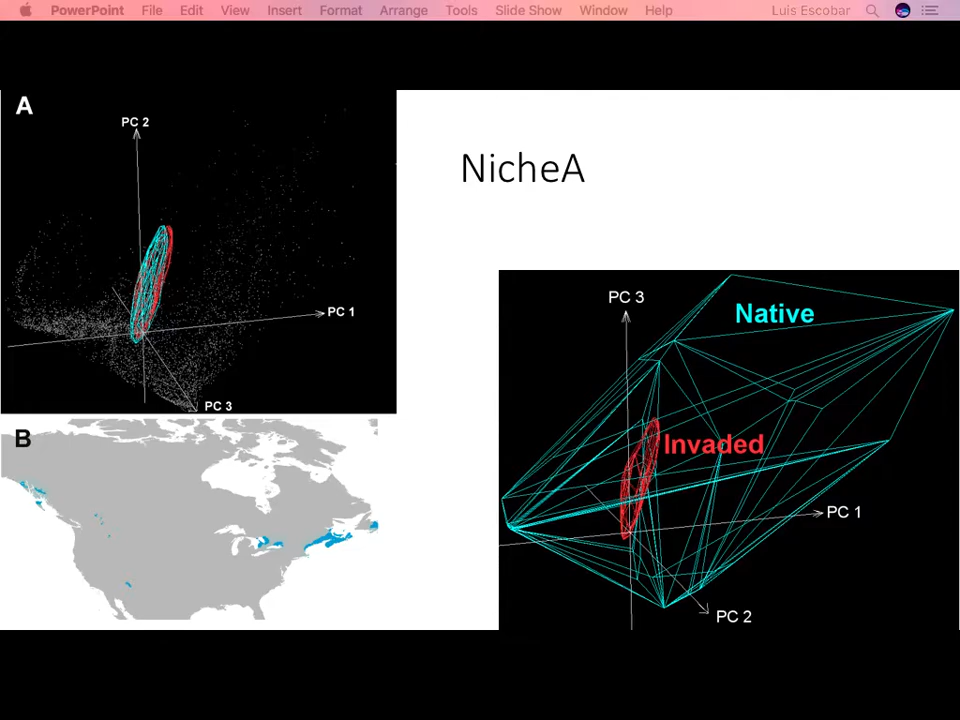 PowerPoint File Edit View Insert Format Arrange Tools Slide Show Window Help Luis Escobar
A
PC 2
PC 1
PC 3
B
NicheA
PC 3
Native
Invaded
PC 1
PC 2